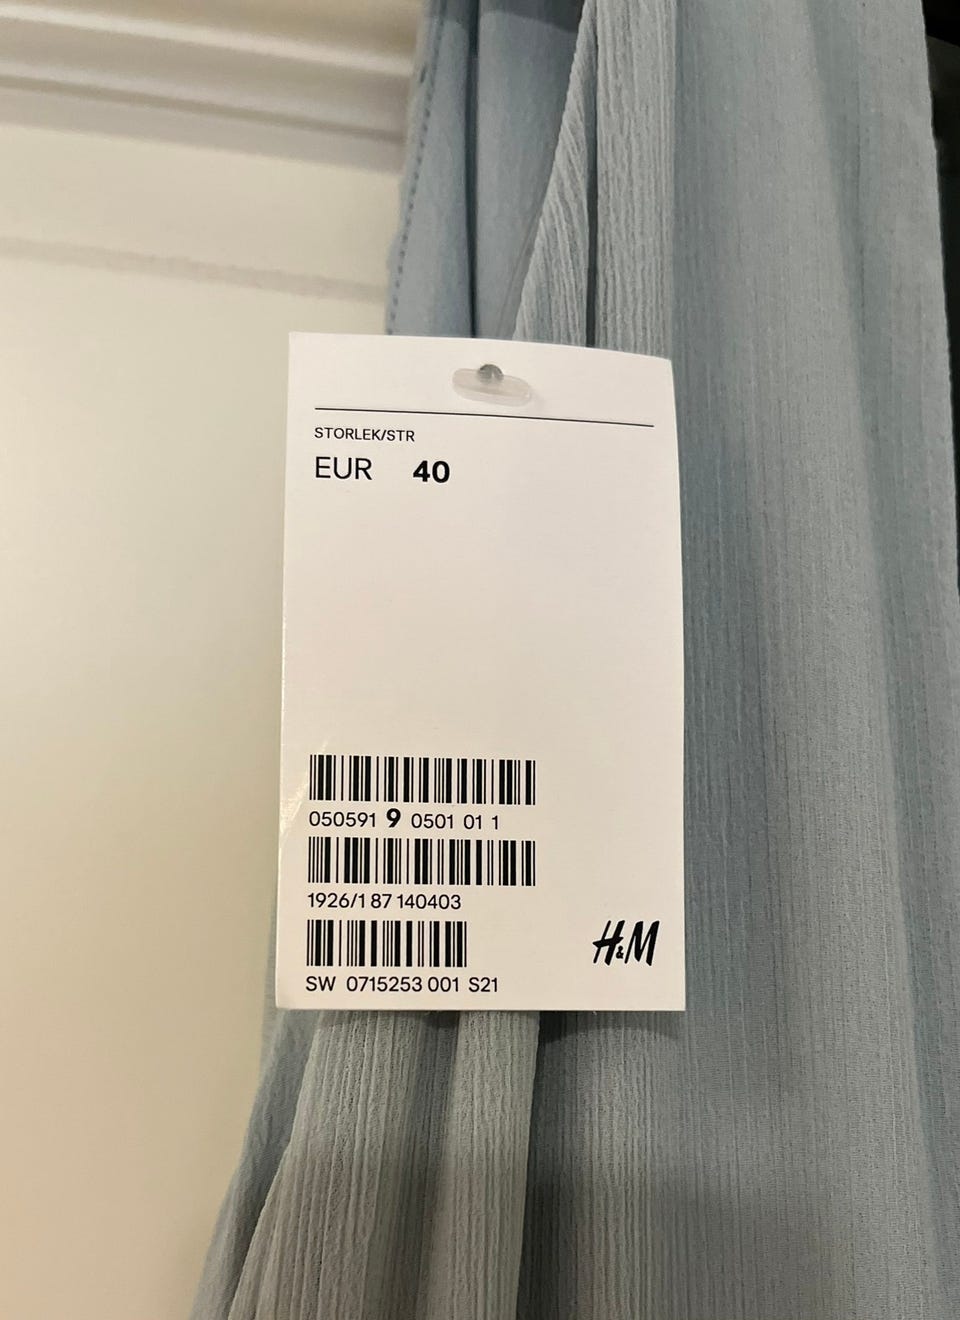 STORLEK/STR
EUR 40
050591 9 0501 01 1
1926/1 87 140403
H&M
SW 0715253 001 S21